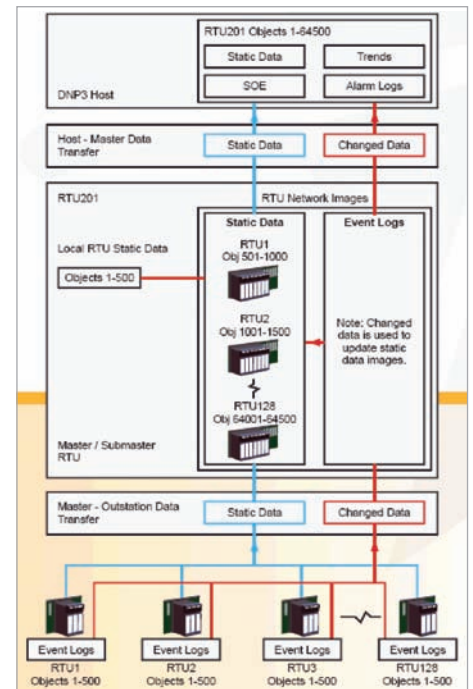 RTU201 Objects 1-64500
Static Data
Trends
SOE
Alarm Logs
DNP3 Host
Host - Master Data
Transfer
Static Data
Changed Data
RTU201
RTU Network Images
Static Data
Event Logs
Local RTU Static Data
Objects 1-500
RTU1
Obj 501-1000
RTU2
Obj 1001-1500
Note: Changed
data is used to
update static
data images.
RTU128
Obj 64001-64500
Master / Submaster
RTU
Master - Outstation Data
Transfer
Static Data
Changed Data
Event Logs
Event Logs
Event Logs
Event Logs
RTU1
RTU2
RTU3
RTU128
Objects 1-500
Objects 1-500
Objects 1-500
Objects 1-500